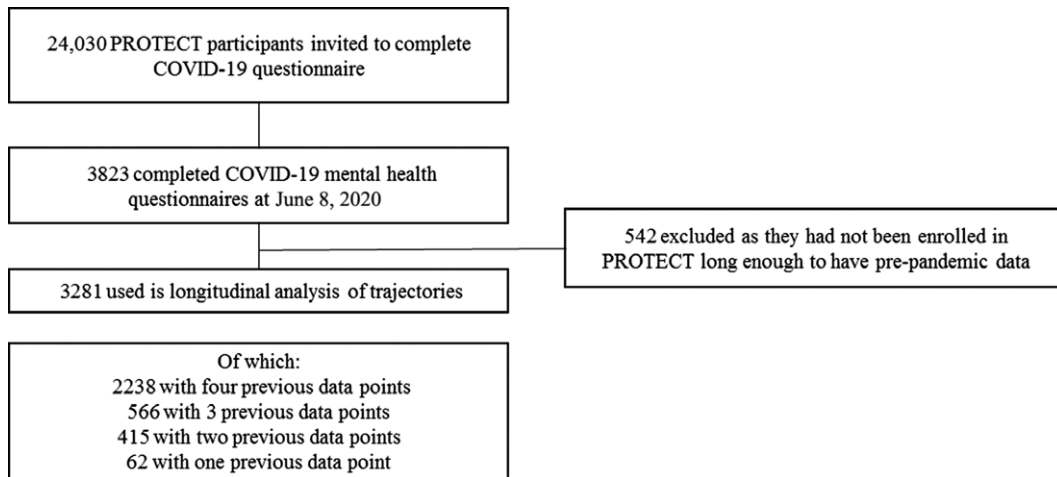 24,030 PROTECT participants invited to complete
COVID-19 questionnaire
3823 completed COVID-19 mental health
questionnaires at June 8, 2020
542 excluded as they had not been enrolled in
PROTECT long enough to have pre-pandemic data
3281 used is longitudinal analysis of trajectories
Of which:
2238 with four previous data points
566 with 3 previous data points
415 with two previous data points
62 with one previous data point